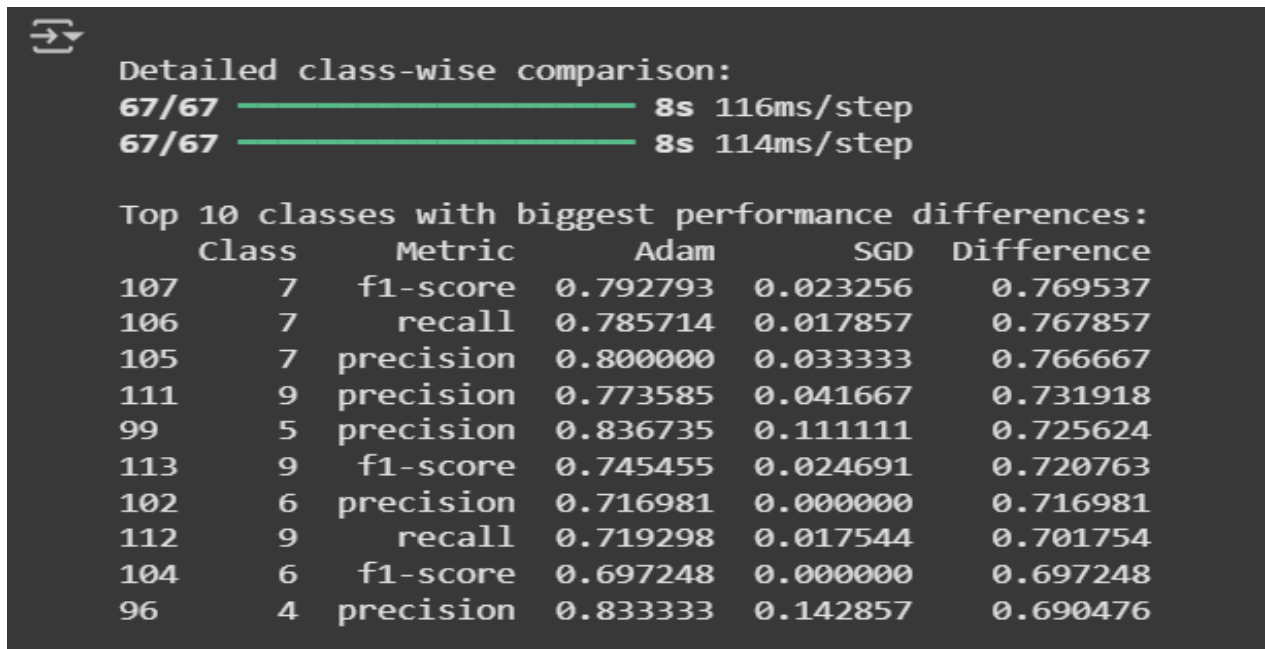 Detailed class-wise comparison:
67/67 ━━━━━━━━━━━━━━━━━━━━ 8s 116ms/step
67/67 ━━━━━━━━━━━━━━━━━━━━ 8s 114ms/step
Top 10 classes with biggest performance differences:
Class Metric Adam SGD Difference
107 7 f1-score 0.792793 0.023256 0.769537
106 7 recall 0.785714 0.017857 0.767857
105 7 precision 0.800000 0.033333 0.766667
111 9 precision 0.773585 0.041667 0.731918
99 5 precision 0.836735 0.111111 0.725624
113 9 f1-score 0.745455 0.024691 0.720763
102 6 precision 0.716981 0.000000 0.716981
112 9 recall 0.719298 0.017544 0.701754
104 6 f1-score 0.697248 0.000000 0.697248
96 4 precision 0.833333 0.142857 0.690476